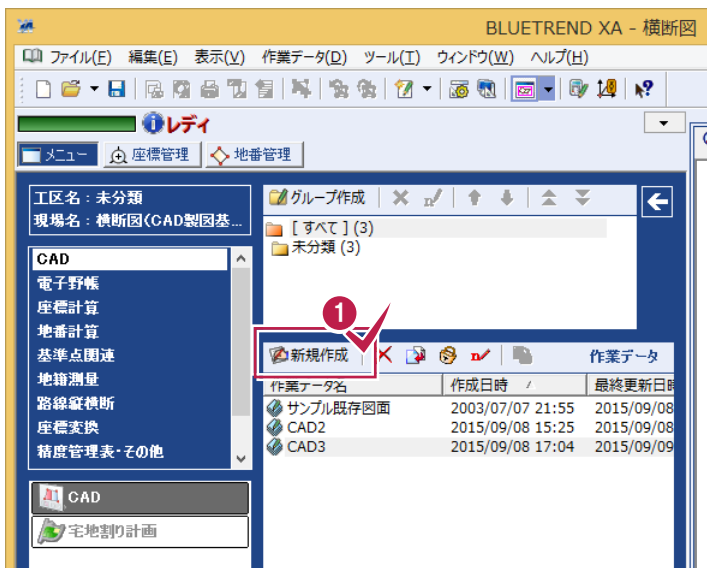 BLUETREND XA - 横断図
ファイル(F) 編集(E) 表示(V) 作業データ(D) ツール(T) ウィンドウ(W) ヘルプ(H)
レディ
メニュー 座標管理 地番管理
工区名:未分類
現場名:横断図(CAD製図基...
グループ作成
[ すべて ] (3)
未分類 (3)
CAD
電子野帳
座標計算
地番計算
基準点関連
地籍測量
路線縦横断
座標変換
精度管理表・その他
CAD
宅地割り計画
1
新規作成 作業データ
作業データ名 作成日時 最終更新日時
サンプル既存図面 2003/07/07 21:55 2015/09/08
CAD2 2015/09/08 15:25 2015/09/08
CAD3 2015/09/08 17:04 2015/09/09